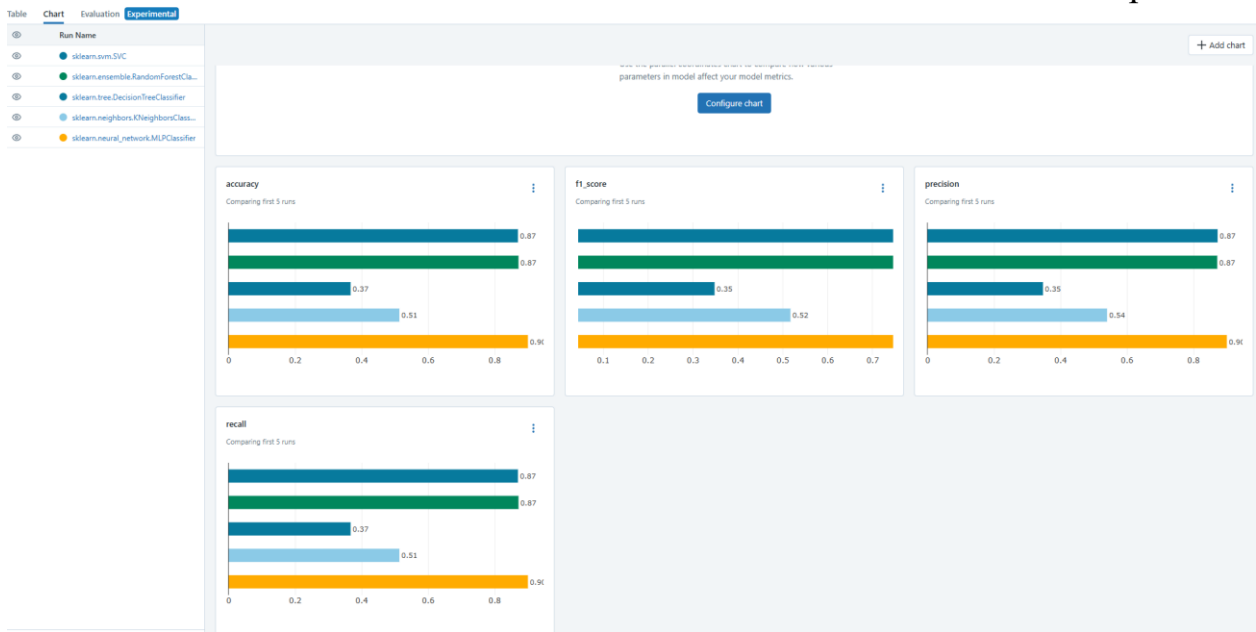 Table Chart Evaluation Experimental
Run Name
sklearn.svm.SVC
sklearn.ensemble.RandomForestCla...
sklearn.tree.DecisionTreeClassifier
sklearn.neighbors.KNeighborsClass...
sklearn.neural_network.MLPClassifier
+ Add chart
parameters in model affect your model metrics.
Configure chart
accuracy
Comparing first 5 runs
0.87
0.87
0.37
0.51
0.90
0 0.2 0.4 0.6 0.8
f1_score
Comparing first 5 runs
0.35
0.52
0.1 0.2 0.3 0.4 0.5 0.6 0.7
precision
Comparing first 5 runs
0.87
0.87
0.35
0.54
0.90
0 0.2 0.4 0.6 0.8
recall
Comparing first 5 runs
0.87
0.87
0.37
0.51
0.90
0 0.2 0.4 0.6 0.8